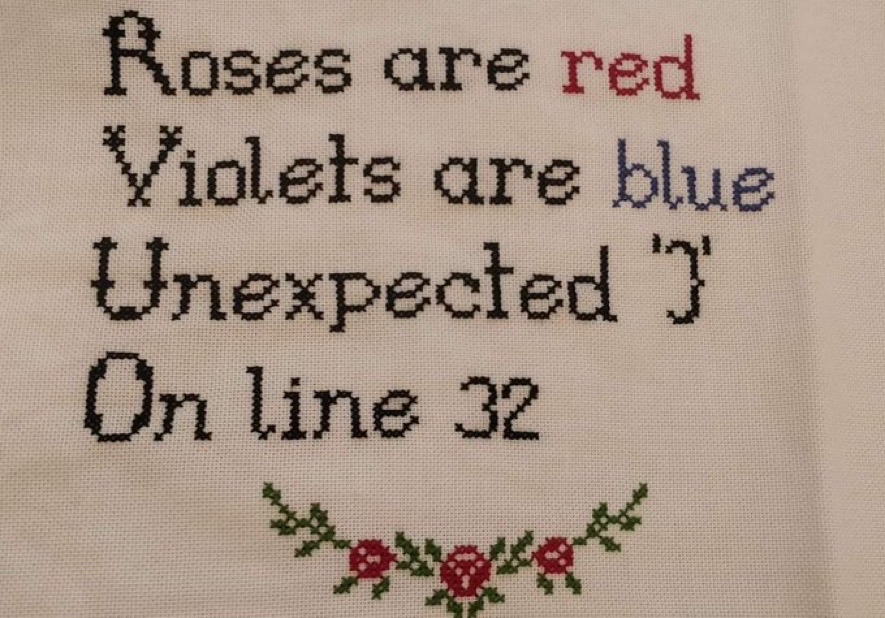 Roses are red
Violets are blue
Unexpected '}'
On line 32